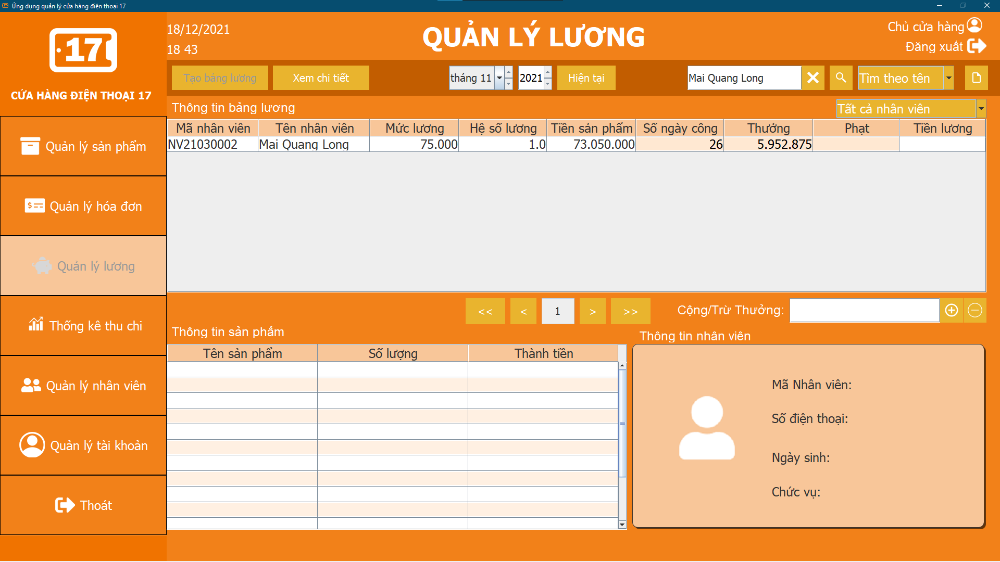 Ứng dụng quản lý cửa hàng điện thoại 17
17
CỬA HÀNG ĐIỆN THOẠI 17
18/12/2021
18 43
QUẢN LÝ LƯƠNG
Chủ cửa hàng
Đăng xuất
Tạo bảng lương
Xem chi tiết
tháng 11
2021
Hiện tại
Mai Quang Long
Tìm theo tên
Thông tin bảng lương
Tất cả nhân viên
Mã nhân viên Tên nhân viên Mức lương Hệ số lương Tiền sản phẩm Số ngày công Thưởng Phạt Tiền lương
NV21030002 Mai Quang Long 75.000 1.0 73.050.000 26 5.952.875
Quản lý sản phẩm
Quản lý hóa đơn
Quản lý lương
Thống kê thu chi
Quản lý nhân viên
Quản lý tài khoản
Thoát
<< < 1 > >>
Cộng/Trừ Thưởng:
Thông tin sản phẩm
Tên sản phẩm Số lượng Thành tiền
Thông tin nhân viên
Mã Nhân viên:
Số điện thoại:
Ngày sinh:
Chức vụ: